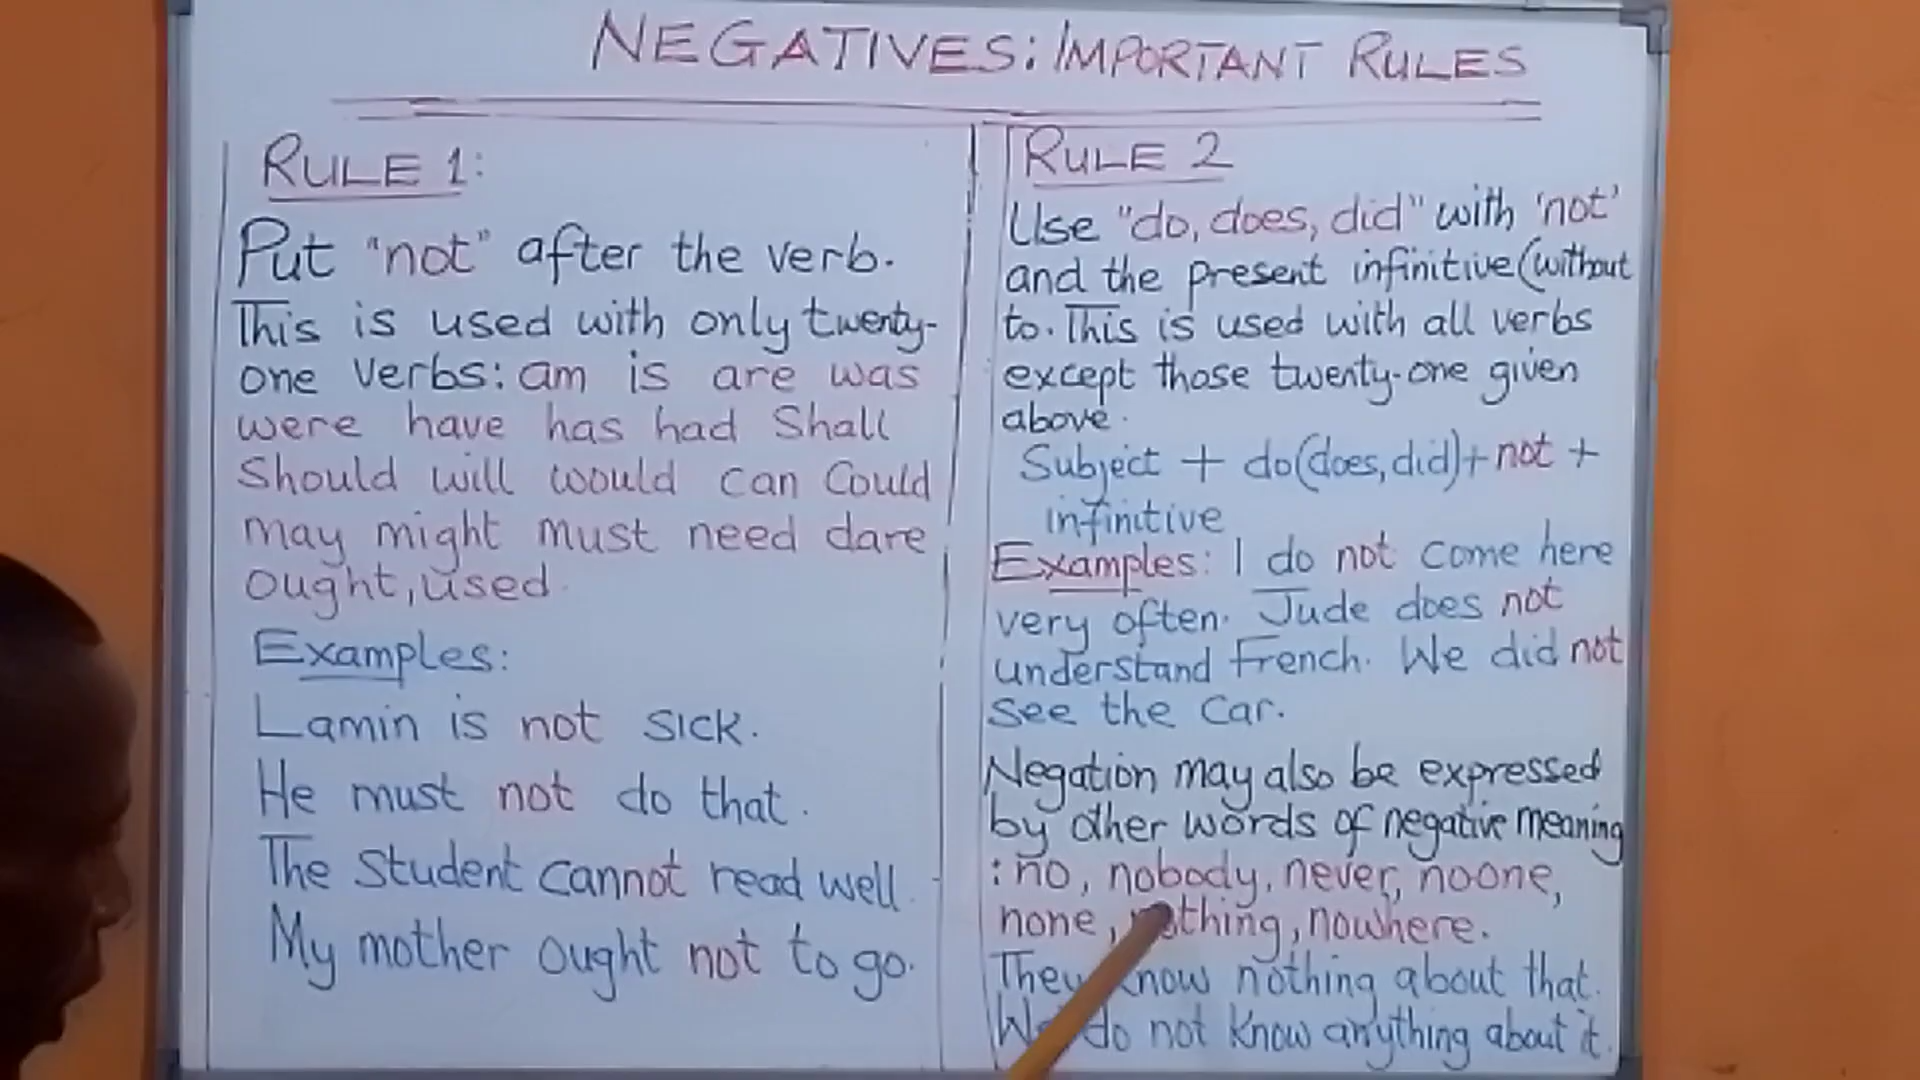 NEGATIVES: IMPORTANT RULES
RULE 1:
Put "not" after the verb.
This is used with only twenty-
one verbs: am is are was
were have has had Shall
Should will would can Could
may might must need dare
ought, used.
Examples:
Lamin is not sick.
He must not do that.
The Student cannot read well.
My mother ought not to go.
RULE 2
Use "do, does, did" with 'not'
and the present infinitive (without
to. This is used with all verbs
except those twenty-one given
above.
Subject + do(does, did) + not +
infinitive
Examples: I do not come here
very often. Jude does not
understand French. We did not
see the car.
Negation may also be expressed
by other words of negative meaning
: no, nobody, never, noone,
none, nothing, nowhere.
They know nothing about that.
We do not know anything about it.